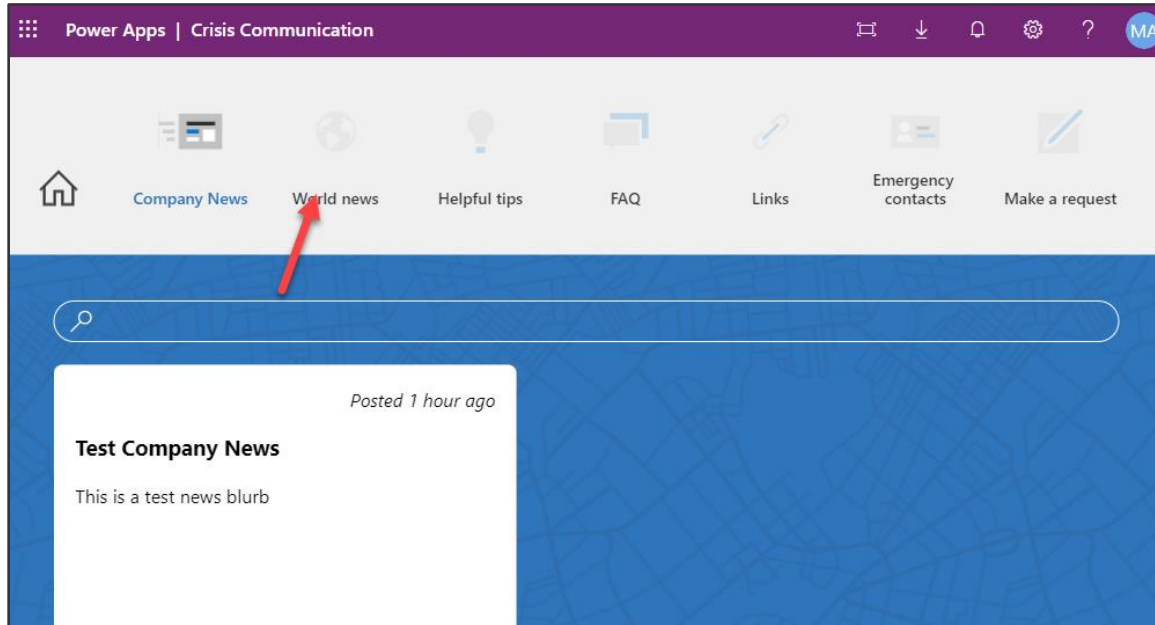 Power Apps | Crisis Communication
? MA
Company News
World news
Helpful tips
FAQ
Links
Emergency
contacts
Make a request
Posted 1 hour ago
Test Company News
This is a test news blurb